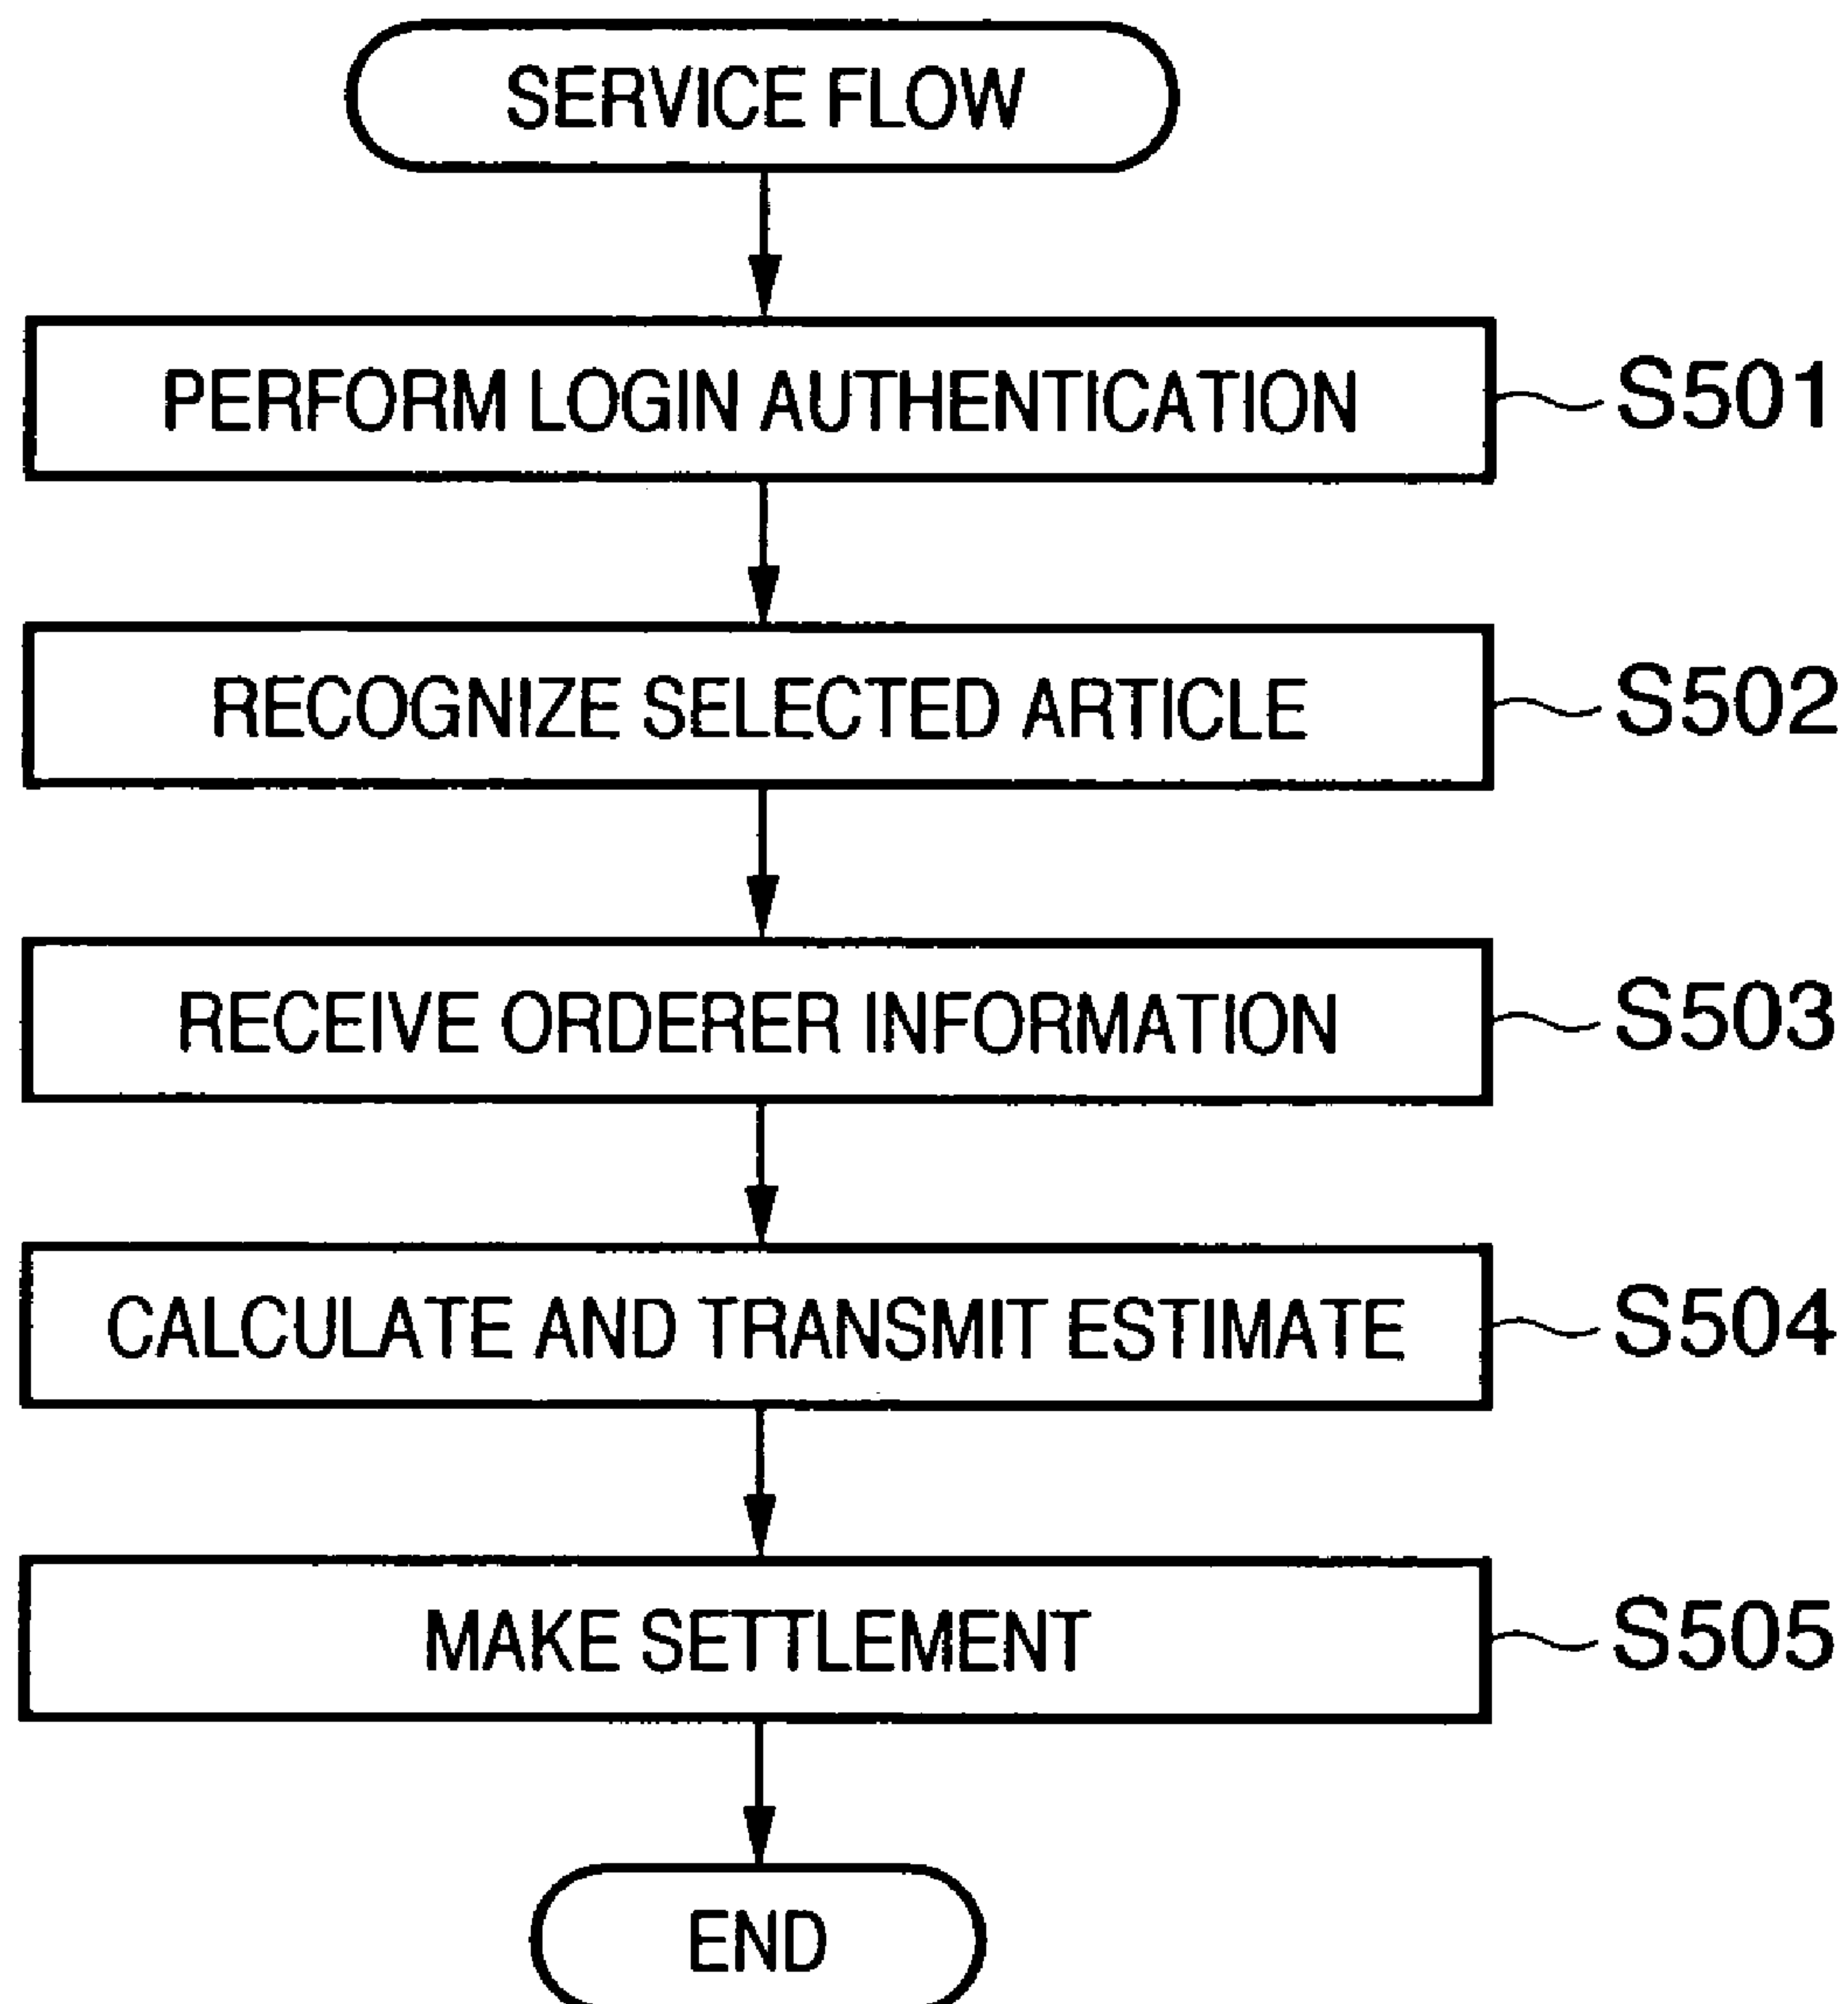 SERVICE FLOW
PERFORM LOGIN AUTHENTICATION
S501
RECOGNIZE SELECTED ARTICLE
S502
RECEIVE ORDERER INFORMATION
S503
CALCULATE AND TRANSMIT ESTIMATE
S504
MAKE SETTLEMENT
S505
END